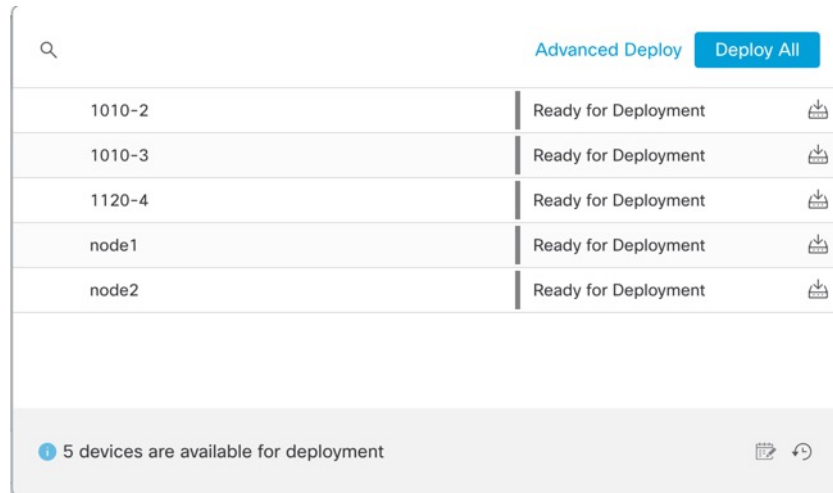 Advanced Deploy Deploy All
1010-2 Ready for Deployment
1010-3 Ready for Deployment
1120-4 Ready for Deployment
node1 Ready for Deployment
node2 Ready for Deployment
5 devices are available for deployment